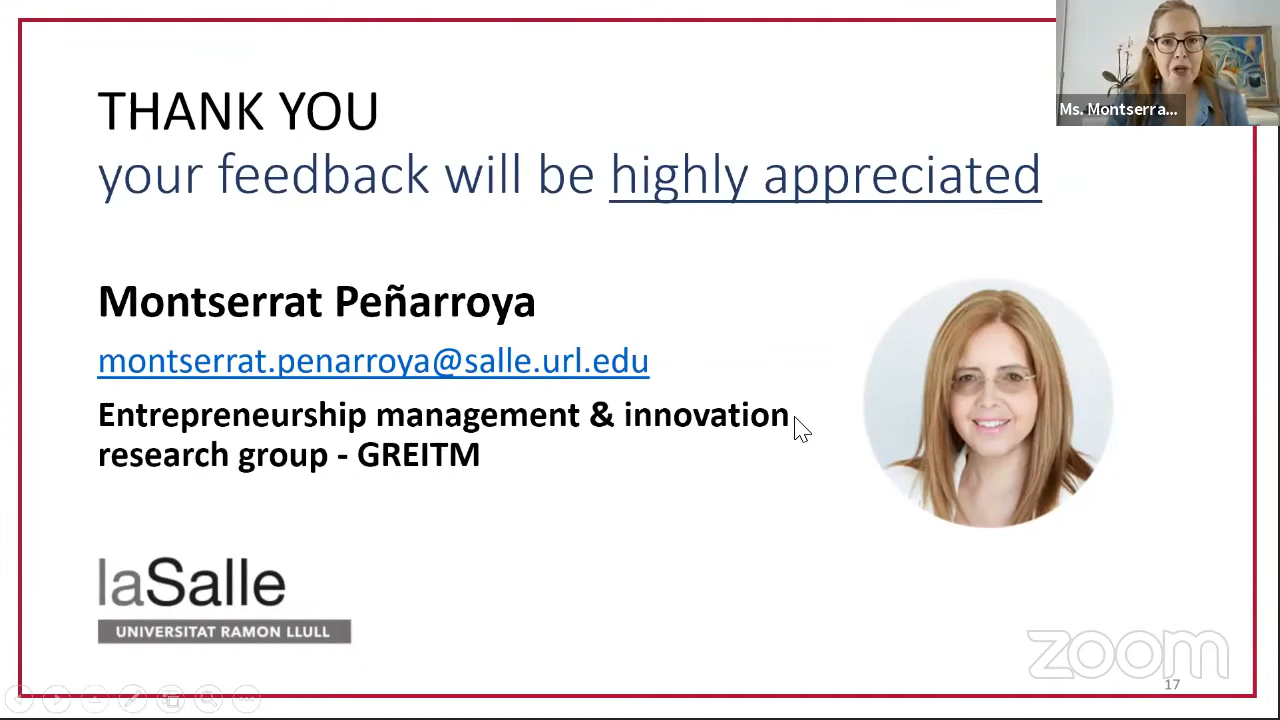 Ms. Montserra...
THANK YOU
your feedback will be highly appreciated
Montserrat Peñarroya
montserrat.penarroya@salle.url.edu
Entrepreneurship management & innovation
research group - GREITM
laSalle
UNIVERSITAT RAMON LLULL
zoom
17